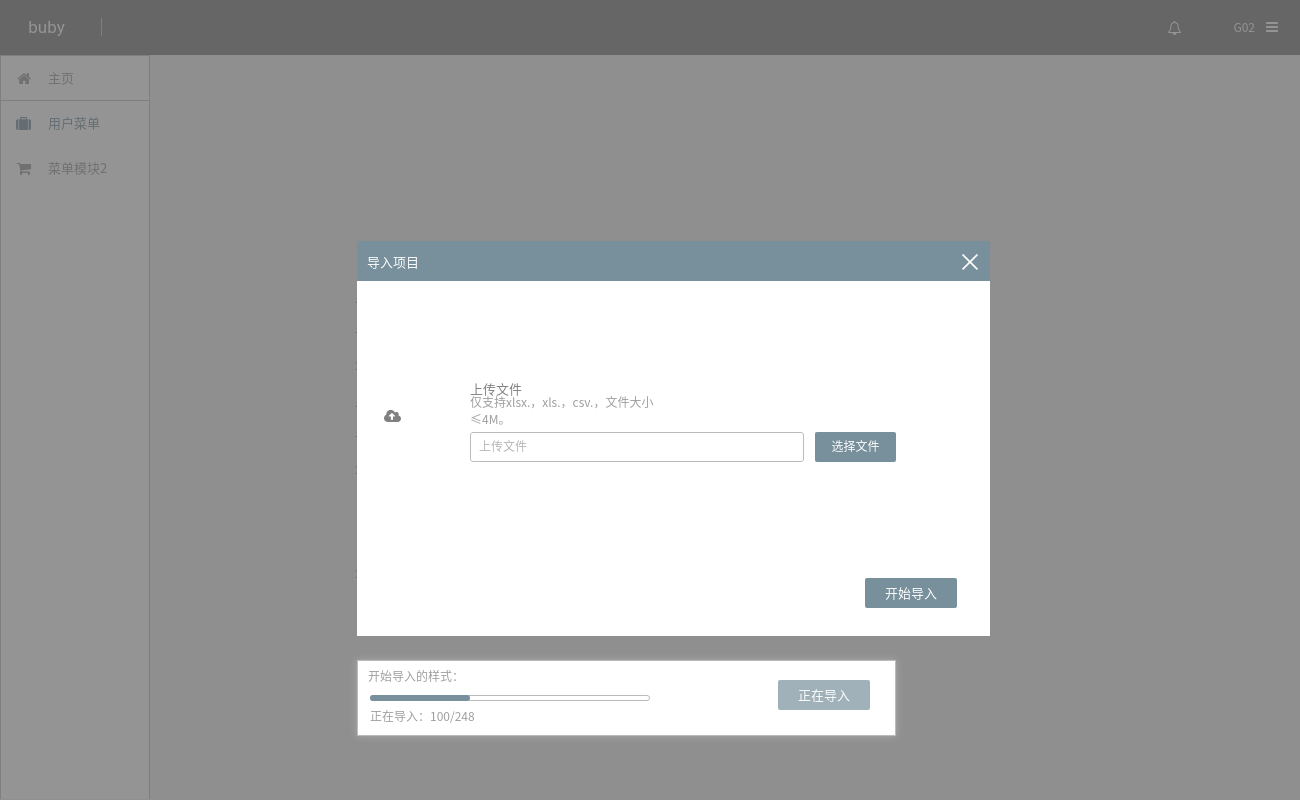 buby
G02
主页
用户菜单
菜单模块2
导入项目
上传文件
仅支持xlsx.，xls.，csv.，文件大小
≤4M。
上传文件
选择文件
开始导入
开始导入的样式：
正在导入
正在导入：100/248